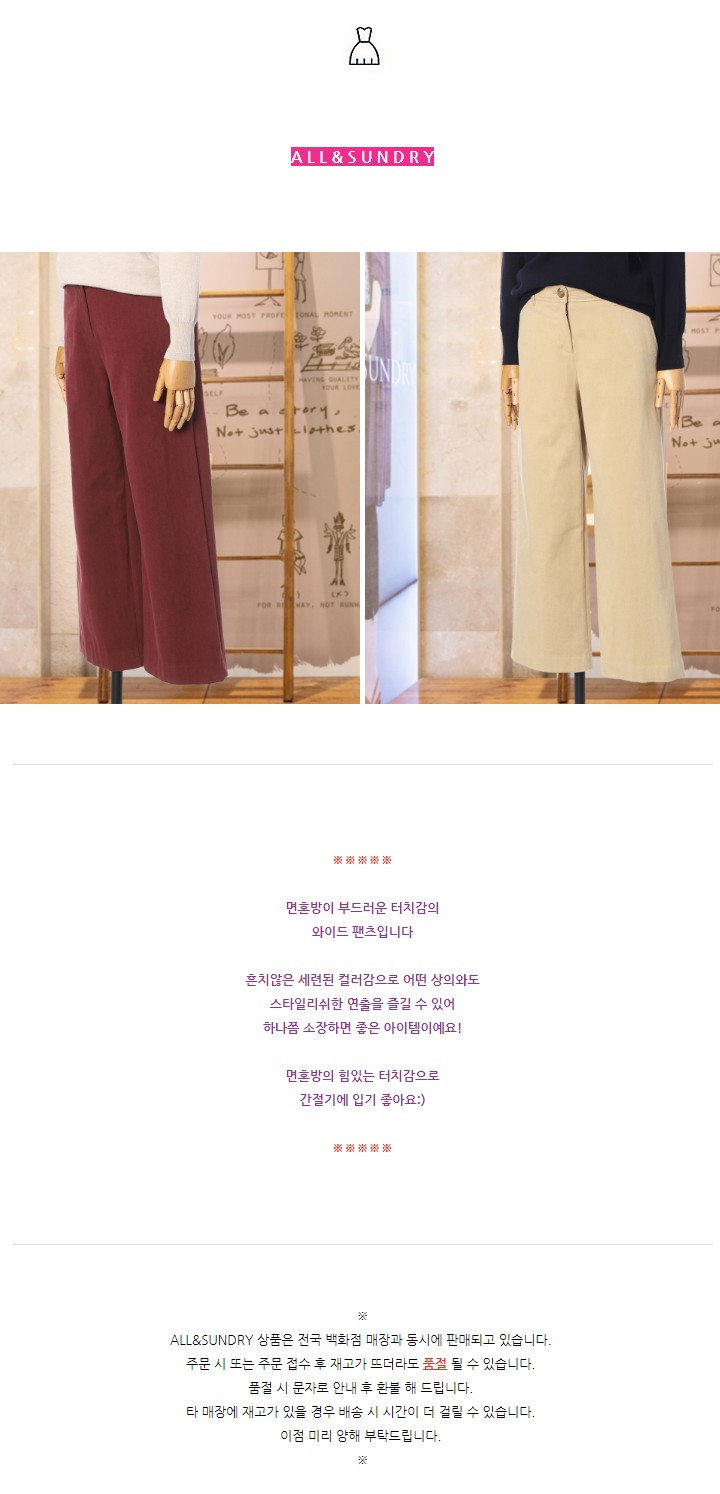 ALL&SUNDRY
YOUR MOST PROFESSIONAL MOMENT
MAKING QUALITY
YOUR LOVE
Be a story,
Not just clothes.
FOR RUNWAY, NOT RUNW
SUNDRY
MOST PROFES
Be a
Not ju
※※※※※
면혼방이 부드러운 터치감의
와이드 팬츠입니다
흔치않은 세련된 컬러감으로 어떤 상의와도
스타일리쉬한 연출을 즐길 수 있어
하나쯤 소장하면 좋은 아이템이예요!
면혼방의 힘있는 터치감으로
간절기에 입기 좋아요:)
※※※※※
※
ALL&SUNDRY 상품은 전국 백화점 매장과 동시에 판매되고 있습니다.
주문 시 또는 주문 접수 후 재고가 뜨더라도 품절 될 수 있습니다.
품절 시 문자로 안내 후 환불 해 드립니다.
타 매장에 재고가 있을 경우 배송 시 시간이 더 걸릴 수 있습니다.
이점 미리 양해 부탁드립니다.
※